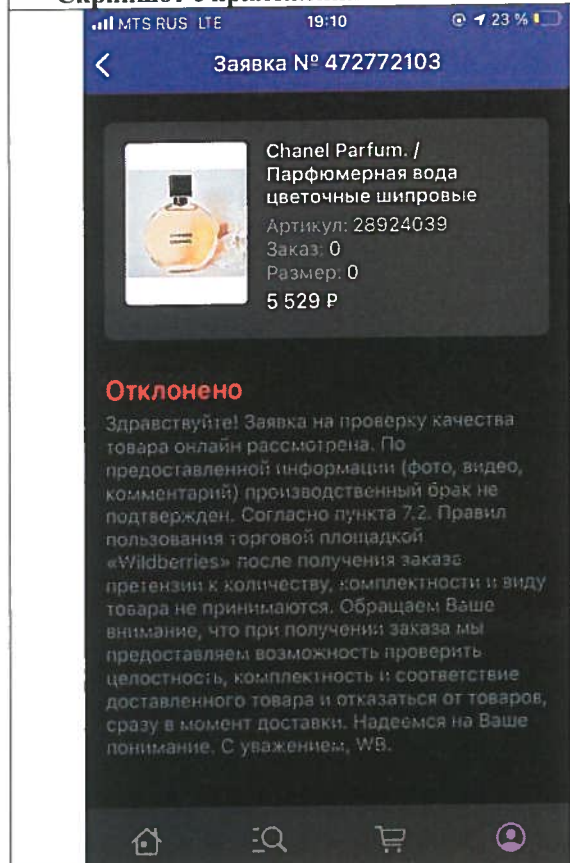 Скриншот
MTS RUS LTE 19:10 23 %
Заявка № 472772103
Chanel Parfum. /
Парфюмерная вода
цветочные шипровые
Артикул: 28924039
Заказ: 0
Размер: 0
5 529 ₽
Отклонено
Здравствуйте! Заявка на проверку качества
товара онлайн рассмотрена. По
предоставленной информации (фото, видео,
комментарий) производственный брак не
подтвержден. Согласно пункта 7.2. Правил
пользования торговой площадкой
«Wildberries» после получения заказа
претензии к количеству, комплектности и виду
товара не принимаются. Обращаем Ваше
внимание, что при получении заказа мы
предоставляем возможность проверить
целостность, комплектность и соответствие
доставленного товара и отказаться от товаров,
сразу в момент доставки. Надеемся на Ваше
понимание. С уважением, WB.